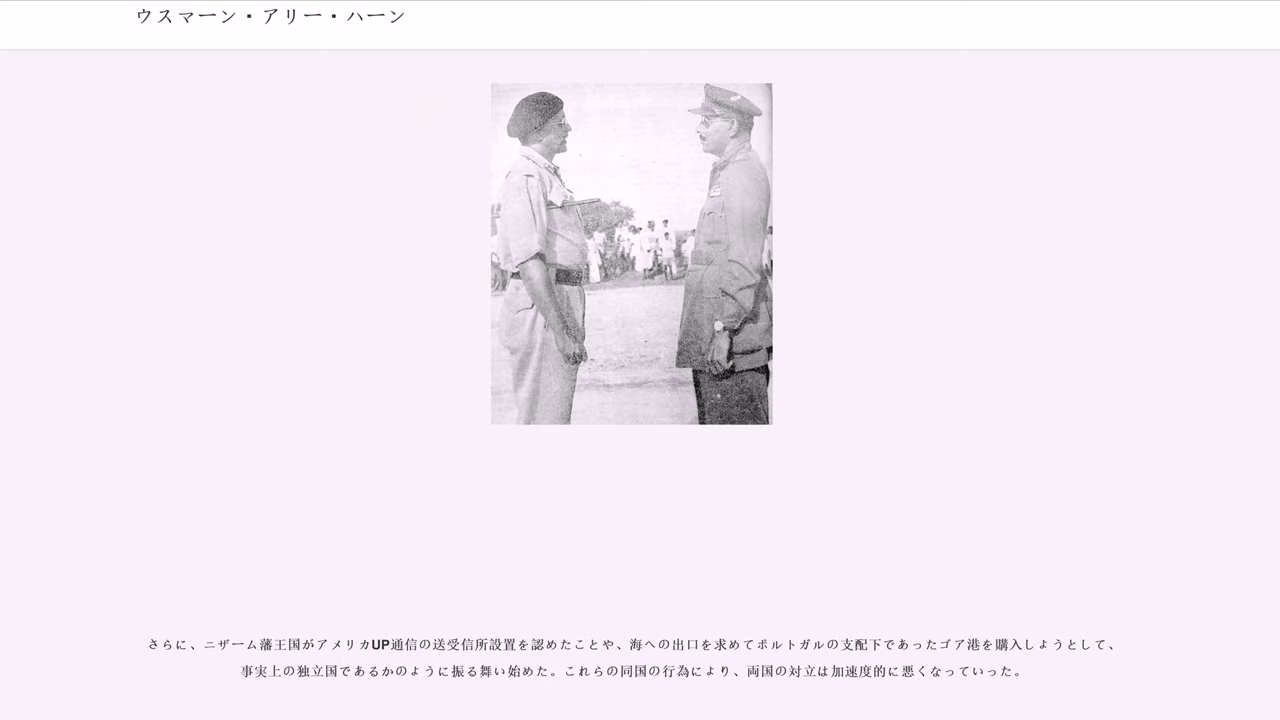 ウスマーン・アリー・ハーン
さらに、ニザーム藩王国がアメリカUP通信の送受信所設置を認めたことや、海への出口を求めてポルトガルの支配下であったゴア港を購入しようとして、
事実上の独立国であるかのように振る舞い始めた。これらの同国の行為により、両国の対立は加速度的に悪くなっていった。